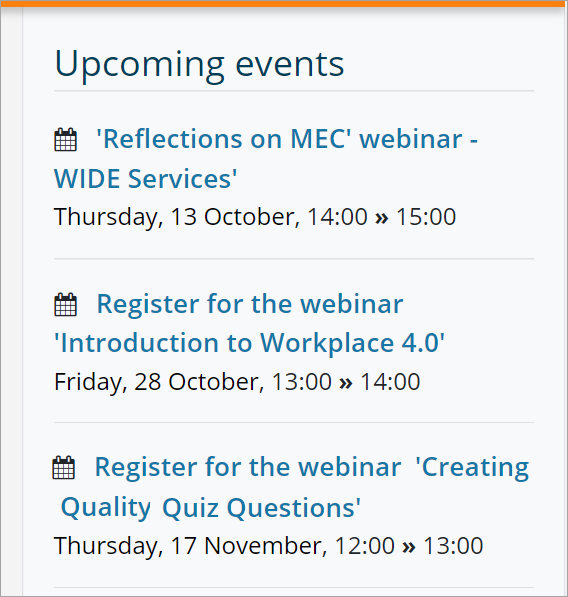 Upcoming events
'Reflections on MEC' webinar -
WIDE Services'
Thursday, 13 October, 14:00 » 15:00
Register for the webinar
'Introduction to Workplace 4.0'
Friday, 28 October, 13:00 » 14:00
Register for the webinar 'Creating
Quality Quiz Questions'
Thursday, 17 November, 12:00 » 13:00